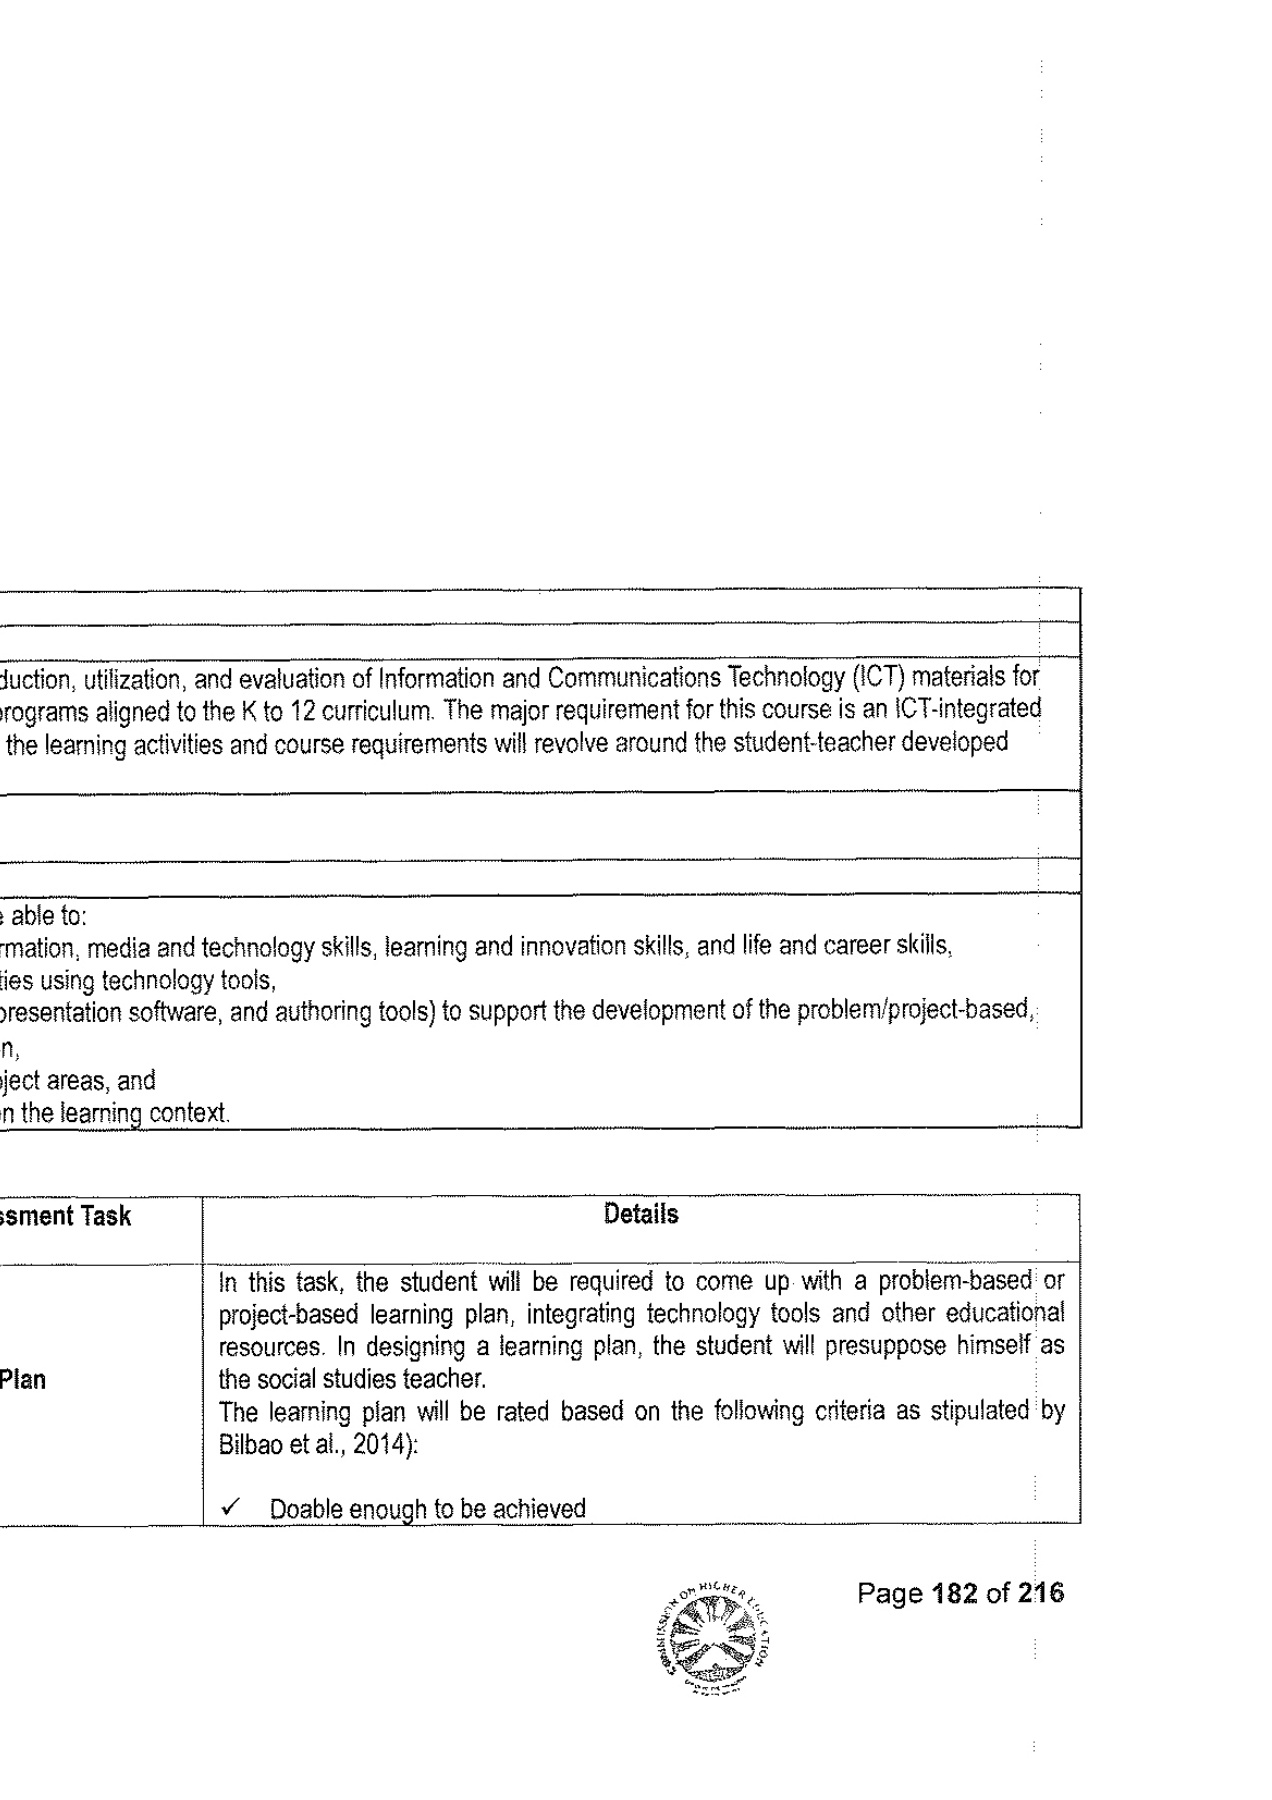 duction, utilization, and evaluation of Information and Communications Technology (ICT) materials for
programs aligned to the K to 12 curriculum. The major requirement for this course is an ICT-integrated
the learning activities and course requirements will revolve around the student-teacher developed
e able to:
rmation, media and technology skills, learning and innovation skills, and life and career skills,
ties using technology tools,
presentation software, and authoring tools) to support the development of the problem/project-based,
n,
ject areas, and
n the learning context.
ssment Task
Details
In this task, the student will be required to come up with a problem-based or
project-based learning plan, integrating technology tools and other educational
resources. In designing a learning plan, the student will presuppose himself as
the social studies teacher.
Plan
The learning plan will be rated based on the following criteria as stipulated by
Bilbao et al., 2014):
✓ Doable enough to be achieved
COMMISSION ON HIGHER EDUCATION
Page 182 of 216